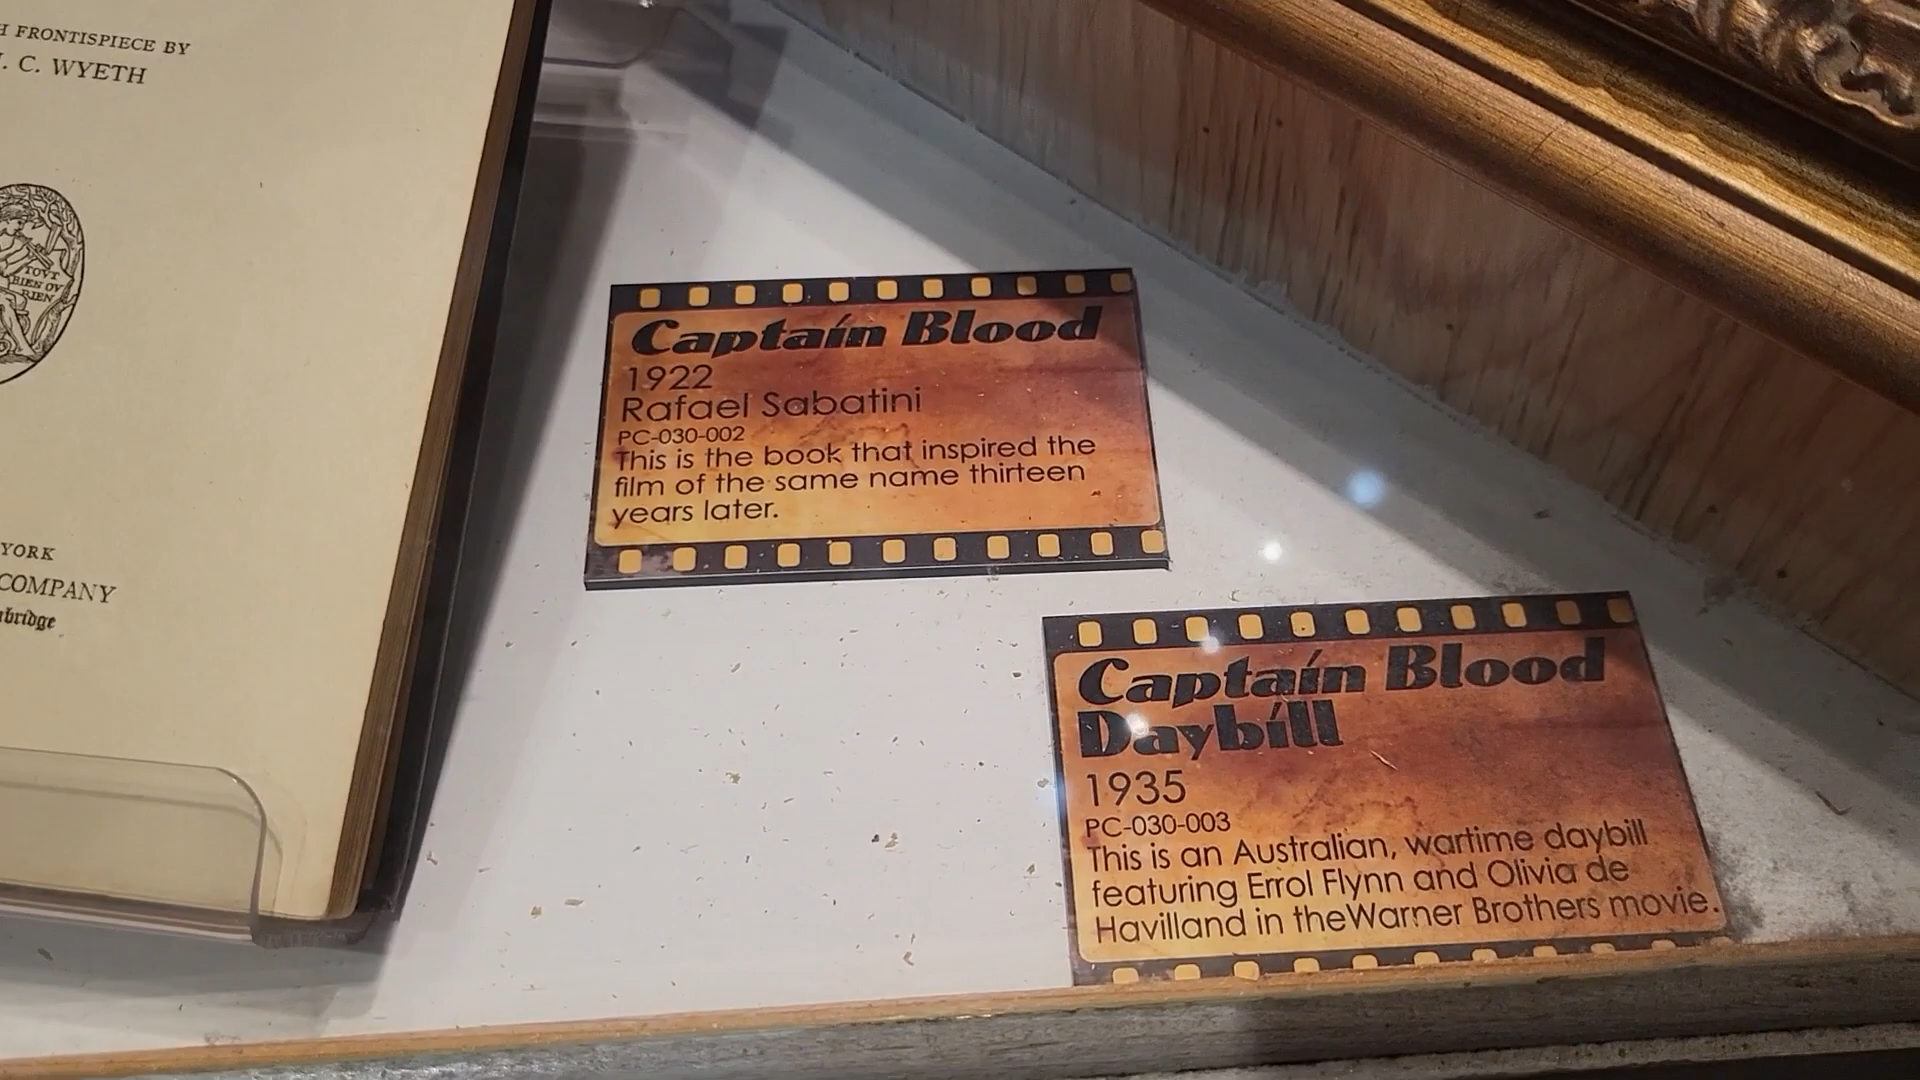 FRONTISPIECE BY
C. WYETH
TOVT
BIEN OV
RIEN
YORK
COMPANY
Captain Blood
1922
Rafael Sabatini
PC-030-002
This is the book that inspired the
film of the same name thirteen
years later.
Captain Blood
Daybill
1935
PC-030-003
This is an Australian, wartime daybill
featuring Errol Flynn and Olivia de
Havilland in theWarner Brothers movie.